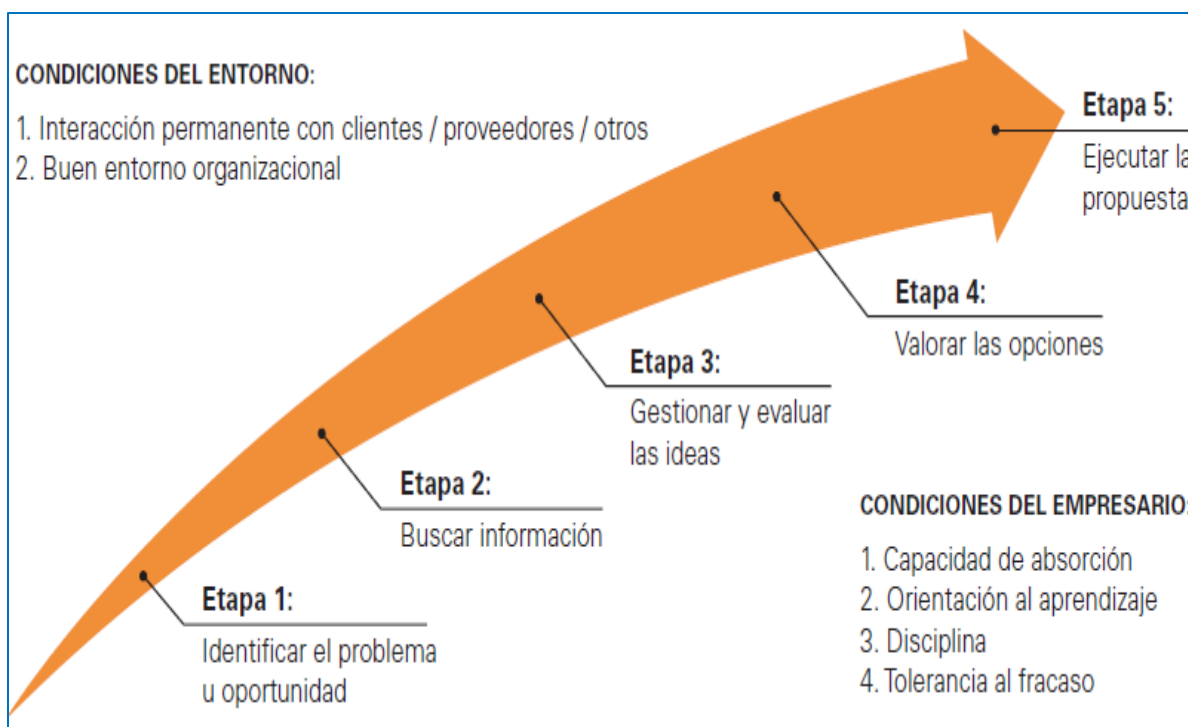 CONDICIONES DEL ENTORNO:
1. Interacción permanente con clientes / proveedores / otros
2. Buen entorno organizacional
Etapa 1:
Identificar el problema
u oportunidad
Etapa 2:
Buscar información
Etapa 3:
Gestionar y evaluar
las ideas
Etapa 4:
Valorar las opciones
Etapa 5:
Ejecutar la
propuesta
CONDICIONES DEL EMPRESARIO:
1. Capacidad de absorción
2. Orientación al aprendizaje
3. Disciplina
4. Tolerancia al fracaso